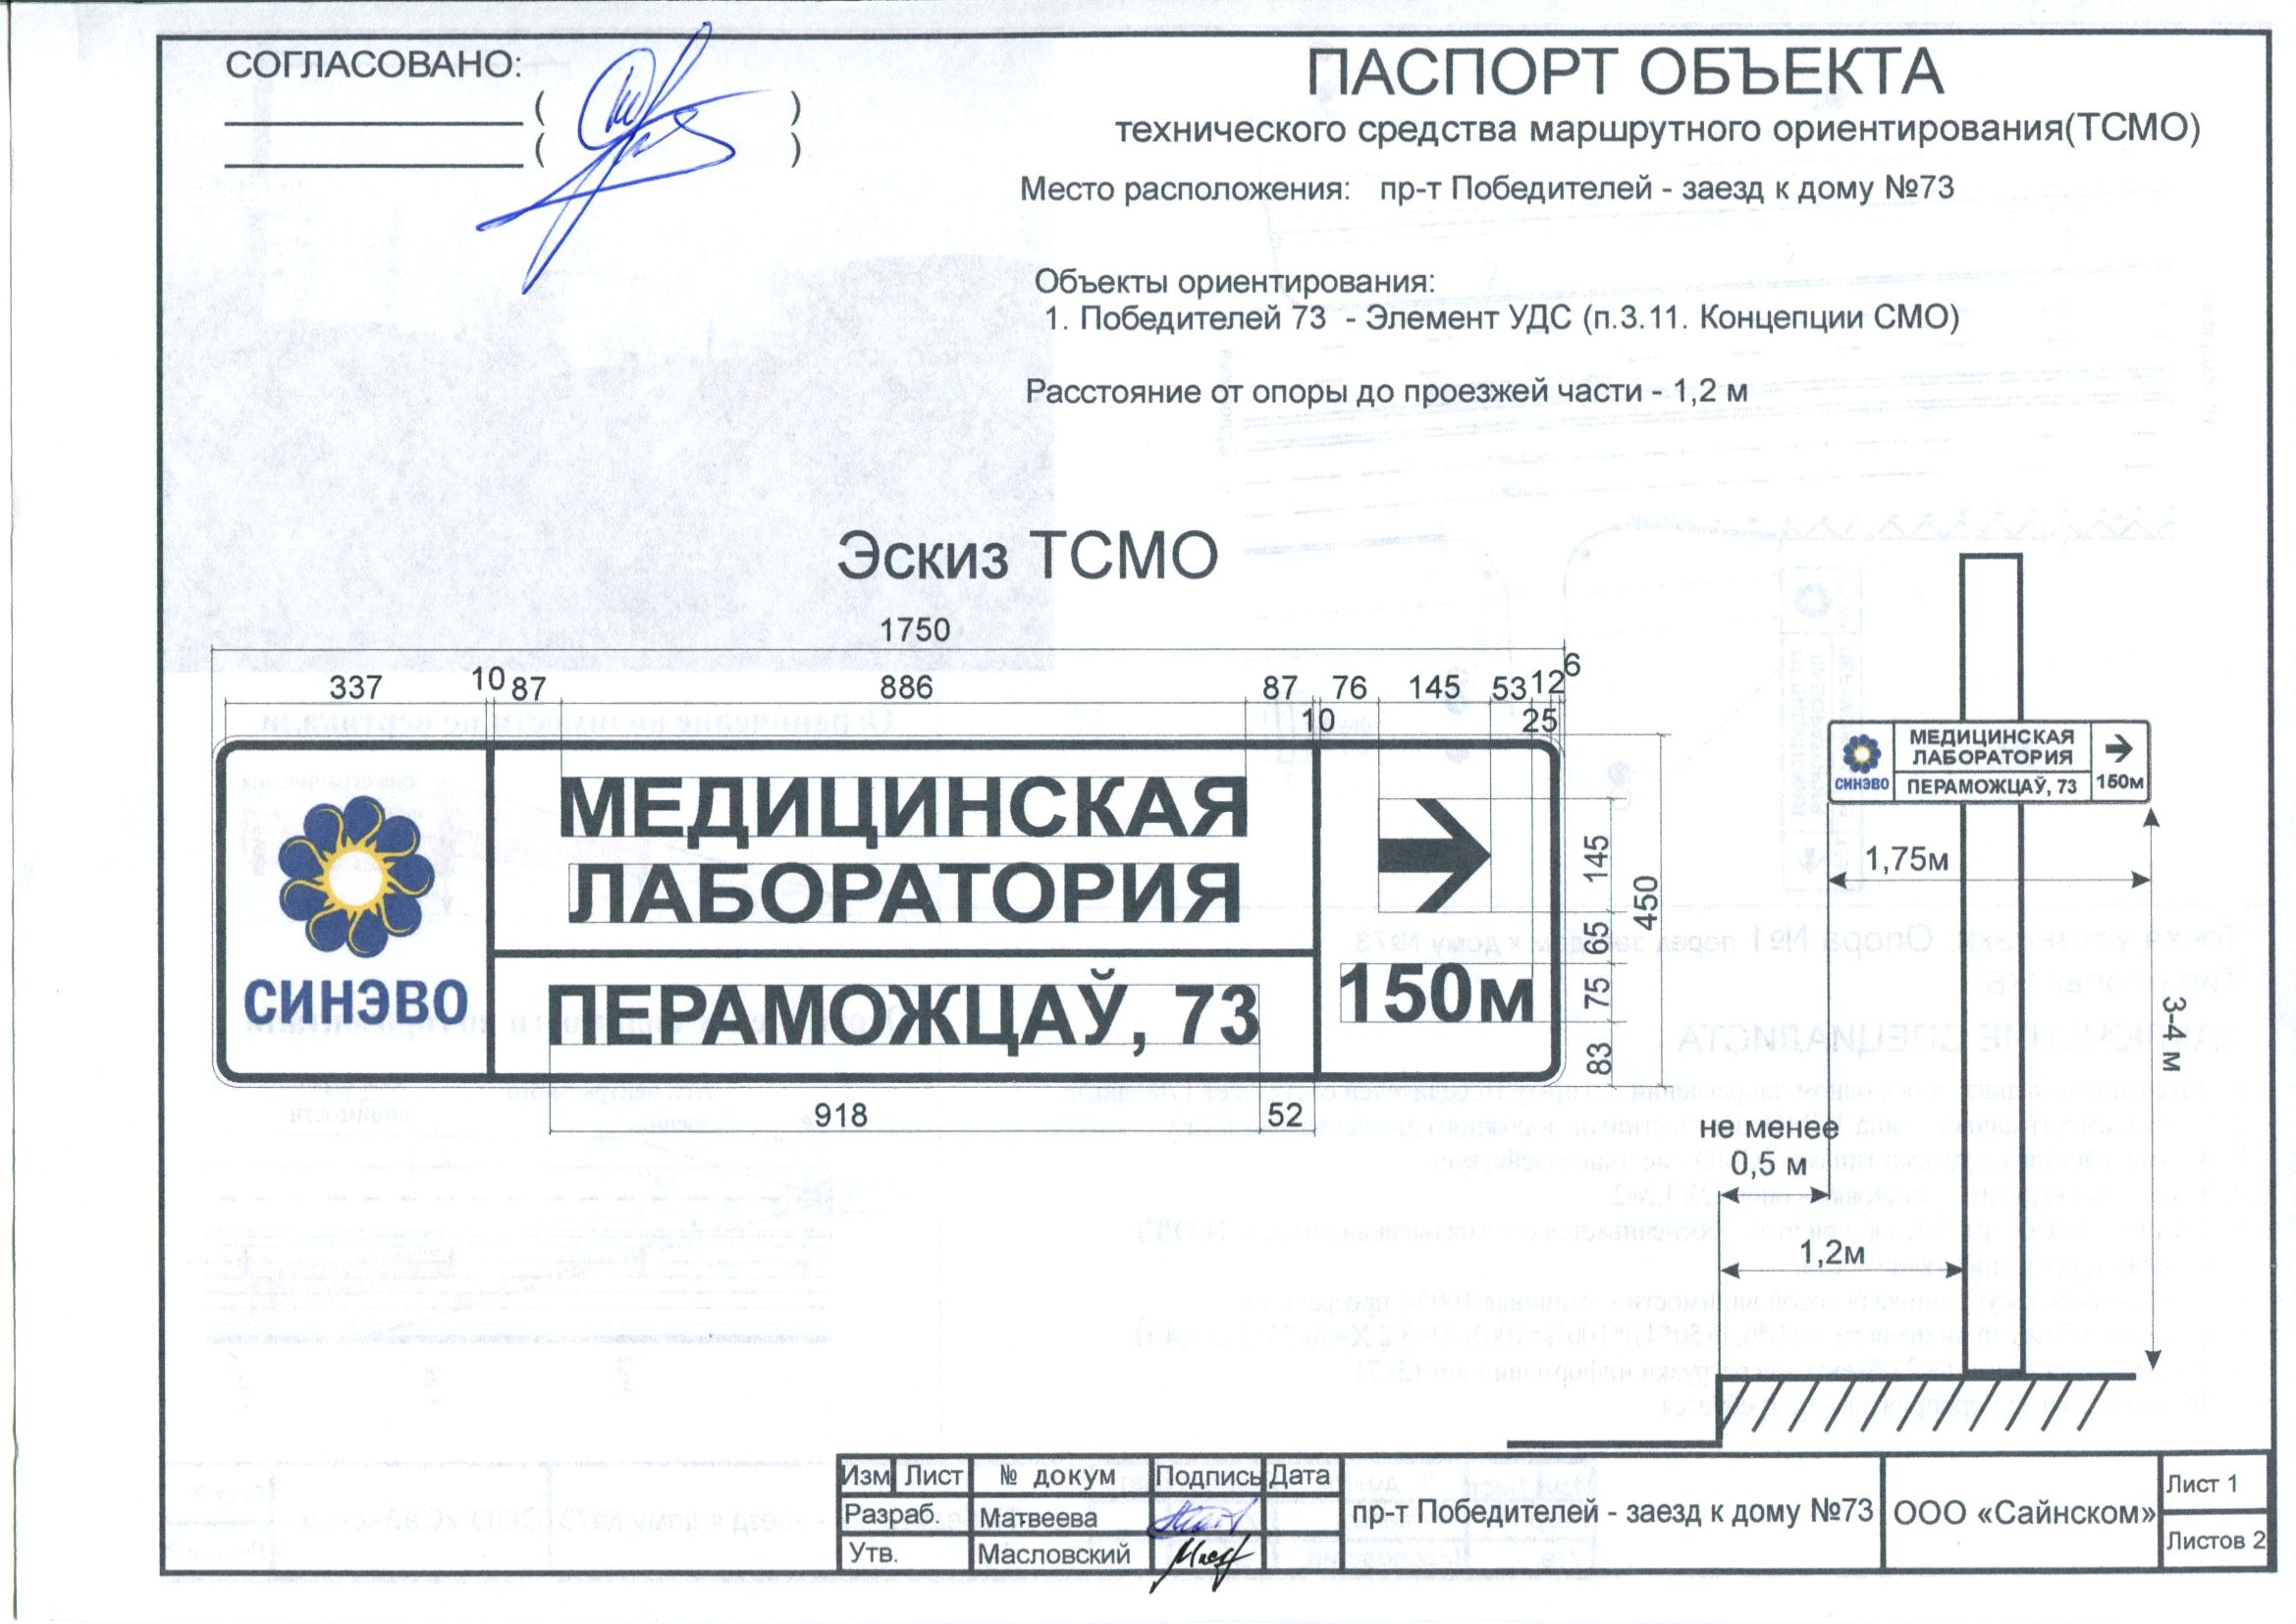 СОГЛАСОВАНО:
( )
( )
ПАСПОРТ ОБЪЕКТА
технического средства маршрутного ориентирования(ТСМО)
Место расположения: пр-т Победителей - заезд к дому №73
Объекты ориентирования:
1. Победителей 73 - Элемент УДС (п.3.11. Концепции СМО)
Расстояние от опоры до проезжей части - 1,2 м
Эскиз ТСМО
1750
337 10 87 886 87 10 76 145 53 12 6
25
СИНЭВО
МЕДИЦИНСКАЯ
ЛАБОРАТОРИЯ
ПЕРАМОЖЦАЎ, 73
150м
145
65
75
83
450
918 52
СИНЭВО
МЕДИЦИНСКАЯ
ЛАБОРАТОРИЯ
ПЕРАМОЖЦАЎ, 73
150м
1,75м
3-4 м
не менее
0,5 м
1,2м
Изм Лист № докум Подпись Дата
Разраб. Матвеева
Утв. Масловский
пр-т Победителей - заезд к дому №73
ООО «Сайнском»
Лист 1
Листов 2